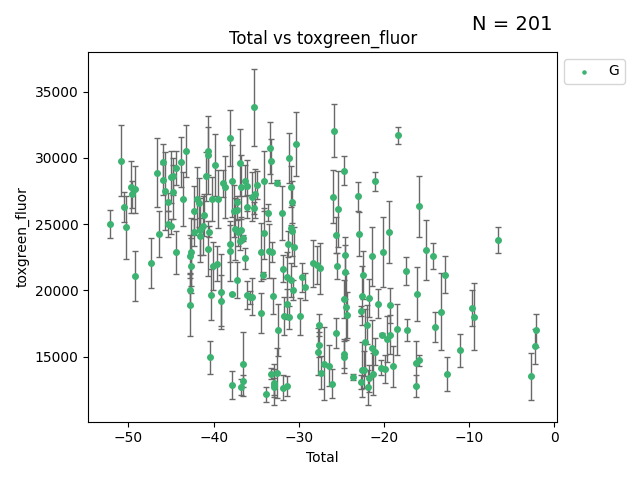 N = 201
Total vs toxgreen_fluor
G
toxgreen_fluor
35000
30000
25000
20000
15000
−50 −40 −30 −20 −10 0
Total